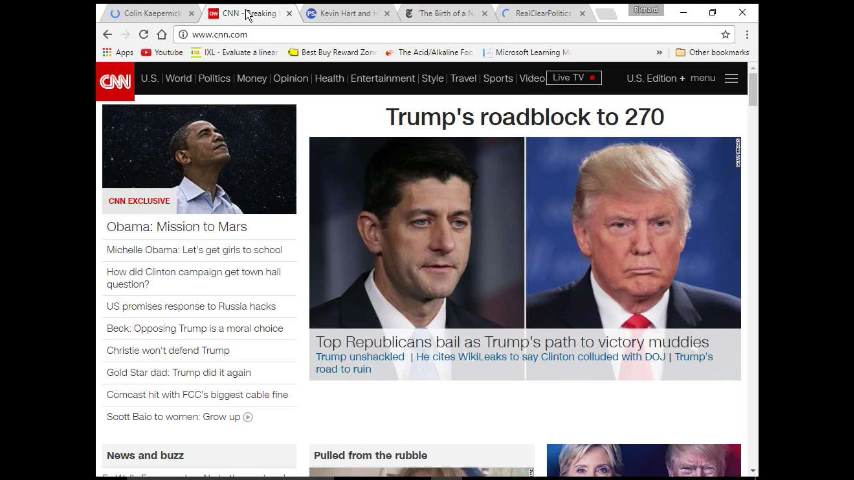 Colin Kaepernick
CNN - Breaking
Kevin Hart and H
The Birth of a N
RealClearPolitics
Richard
www.cnn.com
Apps
Youtube
IXL - Evaluate a linear
Best Buy Reward Zone
The Acid/Alkaline Foo
Microsoft Learning M
Other bookmarks
CNN
U.S. | World | Politics | Money | Opinion | Health | Entertainment | Style | Travel | Sports | Video
Live TV
U.S. Edition + menu
Trump's roadblock to 270
CNN EXCLUSIVE
Obama: Mission to Mars
Michelle Obama: Let's get girls to school
How did Clinton campaign get town hall
question?
US promises response to Russia hacks
Beck: Opposing Trump is a moral choice
Christie won't defend Trump
Gold Star dad: Trump did it again
Comcast hit with FCC's biggest cable fine
Scott Baio to women: Grow up
Top Republicans bail as Trump's path to victory muddies
Trump unshackled | He cites WikiLeaks to say Clinton colluded with DOJ | Trump's
road to ruin
News and buzz
Pulled from the rubble